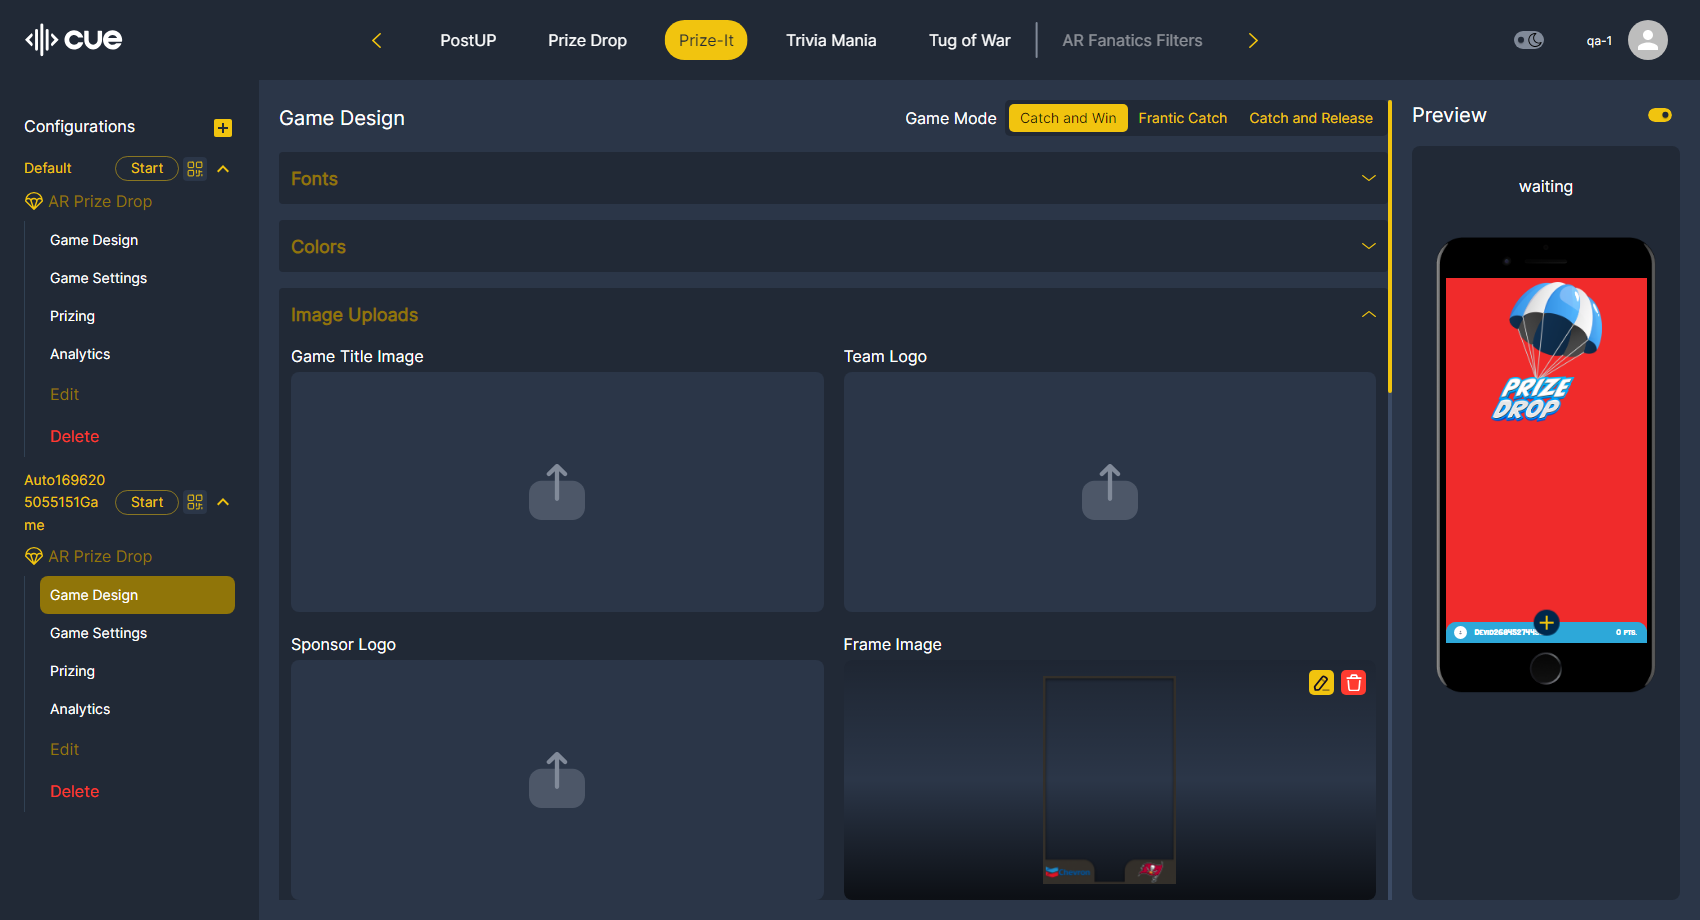 cue
PostUP
Prize Drop
Prize-It
Trivia Mania
Tug of War
AR Fanatics Filters
qa-1
Configurations
Default
Start
AR Prize Drop
Game Design
Game Settings
Prizing
Analytics
Edit
Delete
Auto169620
5055151Ga
me
Start
AR Prize Drop
Game Design
Game Settings
Prizing
Analytics
Edit
Delete
Game Design
Game Mode
Catch and Win
Frantic Catch
Catch and Release
Fonts
Colors
Image Uploads
Game Title Image
Team Logo
Sponsor Logo
Frame Image
Preview
waiting
PRIZE
DROP
0 PTS.